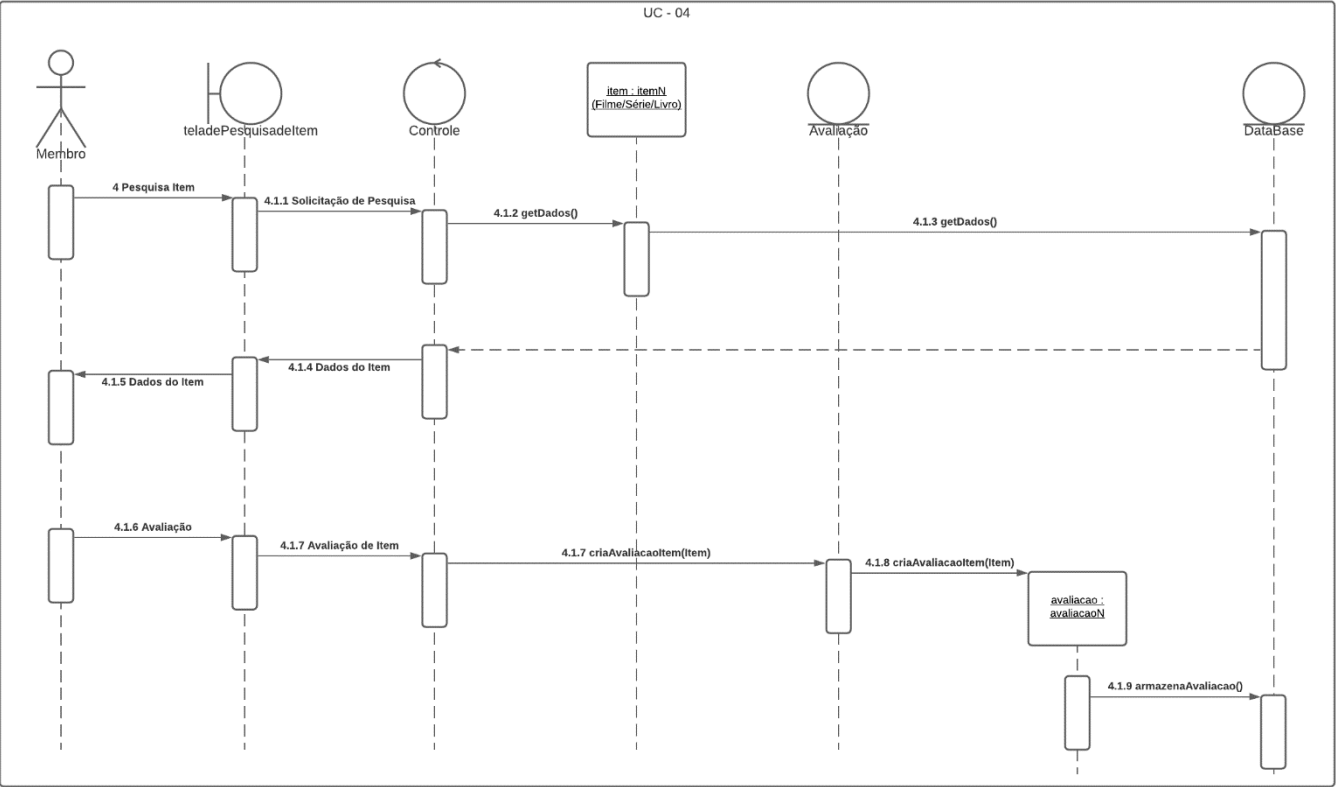 UC - 04
item : itemN
(Filme/Série/Livro)
teladePesquisadeItem
Controle
Avaliação
DataBase
Membro
4 Pesquisa Item
4.1.1 Solicitação de Pesquisa
4.1.2 getDados()
4.1.3 getDados()
4.1.4 Dados do Item
4.1.5 Dados do Item
4.1.6 Avaliação
4.1.7 Avaliação de Item
4.1.7 criaAvaliacaoItem(Item)
4.1.8 criaAvaliacaoItem(Item)
avaliacao :
avaliacaoN
4.1.9 armazenaAvaliacao()